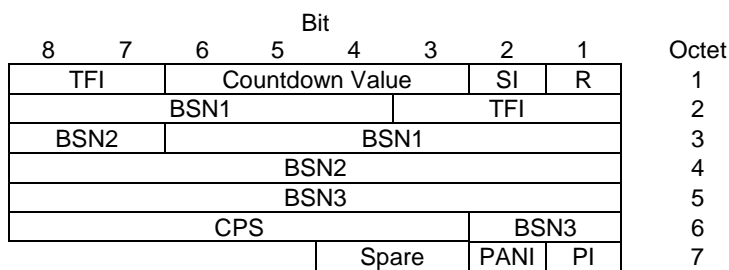 Bit
8 7 6 5 4 3 2 1 Octet
TFI Countdown Value SI R 1
BSN1 TFI 2
BSN2 BSN1 3
BSN2 4
BSN3 5
CPS BSN3 6
Spare PANI PI 7